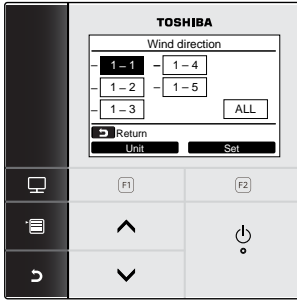 TOSHIBA
Wind direction
1 – 1 1 – 4
1 – 2 1 – 5
1 – 3 ALL
Return
Unit Set
F1 F2